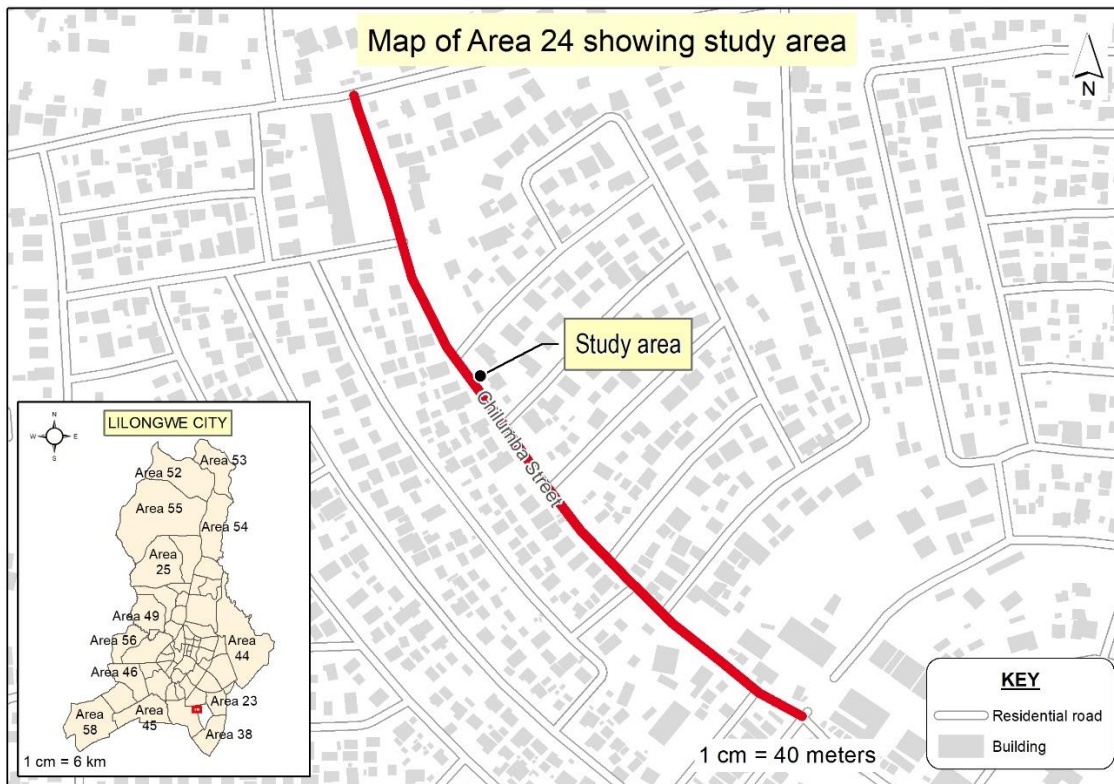 Map of Area 24 showing study area
N
Study area
Chilumba Street
LILONGWE CITY
N
W
E
S
Area 53
Area 52
Area 55
Area 54
Area
25
Area 49
Area 56
Area
44
Area 46
Area 23
Area
45
Area
58
Area 38
1 cm = 6 km
KEY
Residential road
Building
1 cm = 40 meters